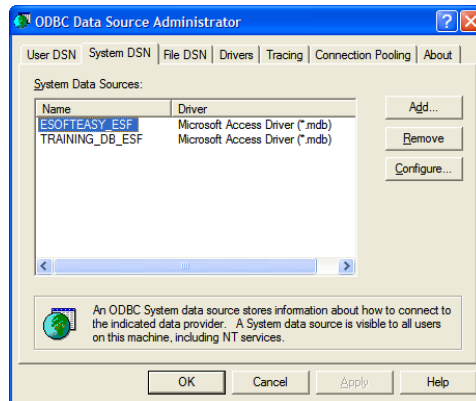 ODBC Data Source Administrator
User DSN System DSN File DSN Drivers Tracing Connection Pooling About
System Data Sources:
Name Driver
ESOFTEASY_ESF Microsoft Access Driver (*.mdb)
TRAINING_DB_ESF Microsoft Access Driver (*.mdb)
Add...
Remove
Configure...
An ODBC System data source stores information about how to connect to
the indicated data provider. A System data source is visible to all users
on this machine, including NT services.
OK Cancel Apply Help